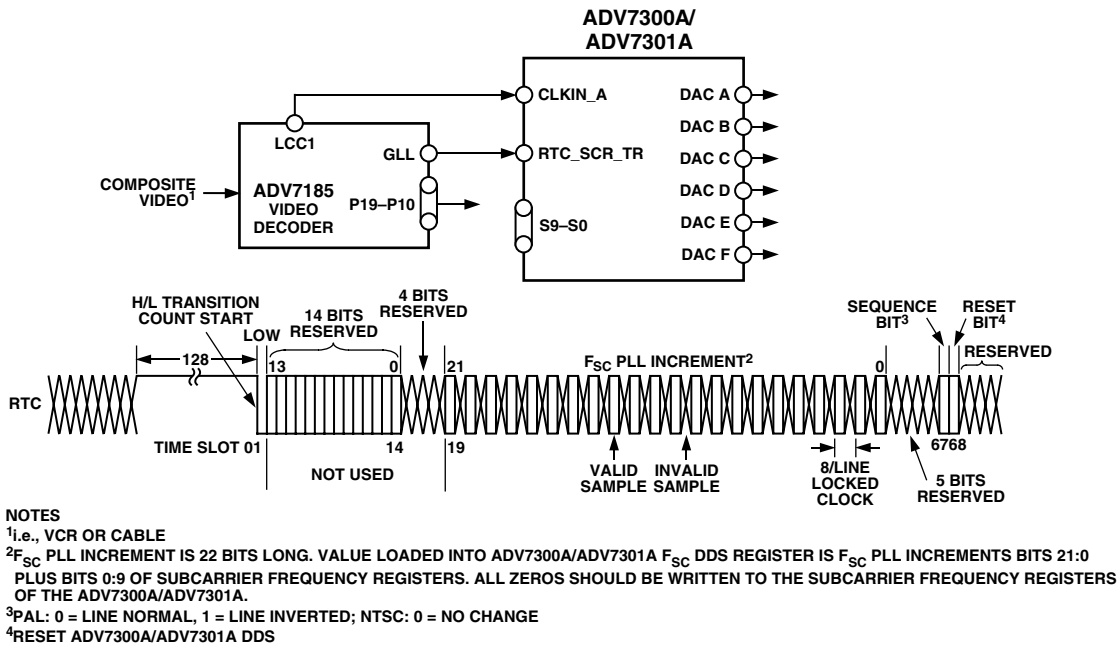 ADV7300A/
ADV7301A
CLKIN_A
DAC A
DAC B
LCC1
GLL
RTC_SCR_TR
DAC C
COMPOSITE
VIDEO1
ADV7185
VIDEO
DECODER
P19–P10
DAC D
S9–S0
DAC E
DAC F
H/L TRANSITION
COUNT START
LOW
14 BITS
RESERVED
4 BITS
RESERVED
SEQUENCE
BIT3
RESET
BIT4
RESERVED
128
13
0
21
FSC PLL INCREMENT2
0
RTC
TIME SLOT 01
14
19
6768
NOT USED
VALID
SAMPLE
INVALID
SAMPLE
8/LINE
LOCKED
CLOCK
5 BITS
RESERVED
NOTES
1i.e., VCR OR CABLE
2FSC PLL INCREMENT IS 22 BITS LONG. VALUE LOADED INTO ADV7300A/ADV7301A FSC DDS REGISTER IS FSC PLL INCREMENTS BITS 21:0
PLUS BITS 0:9 OF SUBCARRIER FREQUENCY REGISTERS. ALL ZEROS SHOULD BE WRITTEN TO THE SUBCARRIER FREQUENCY REGISTERS
OF THE ADV7300A/ADV7301A.
3PAL: 0 = LINE NORMAL, 1 = LINE INVERTED; NTSC: 0 = NO CHANGE
4RESET ADV7300A/ADV7301A DDS